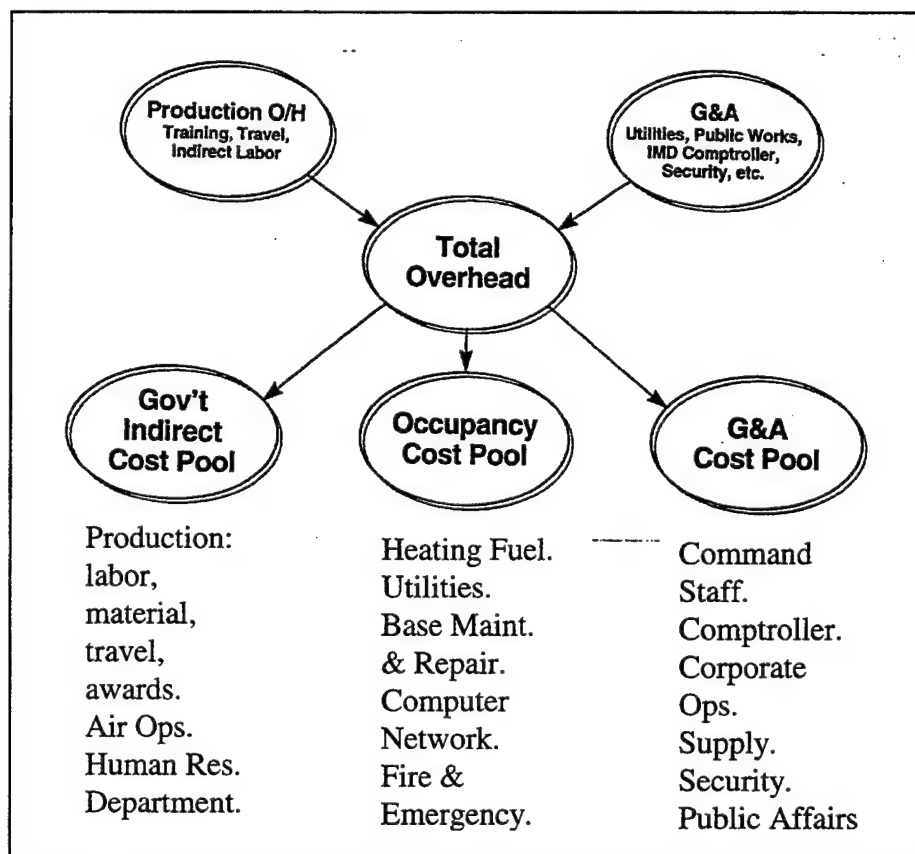 Production O/H
Training, Travel,
Indirect Labor
G&A
Utilities, Public Works,
IMD Comptroller,
Security, etc.
Total
Overhead
Gov't
Indirect
Cost Pool
Occupancy
Cost Pool
G&A
Cost Pool
Production:
labor,
material,
travel,
awards.
Air Ops.
Human Res.
Department.
Heating Fuel.
Utilities.
Base Maint.
& Repair.
Computer
Network.
Fire &
Emergency.
Command
Staff.
Comptroller.
Corporate
Ops.
Supply.
Security.
Public Affairs